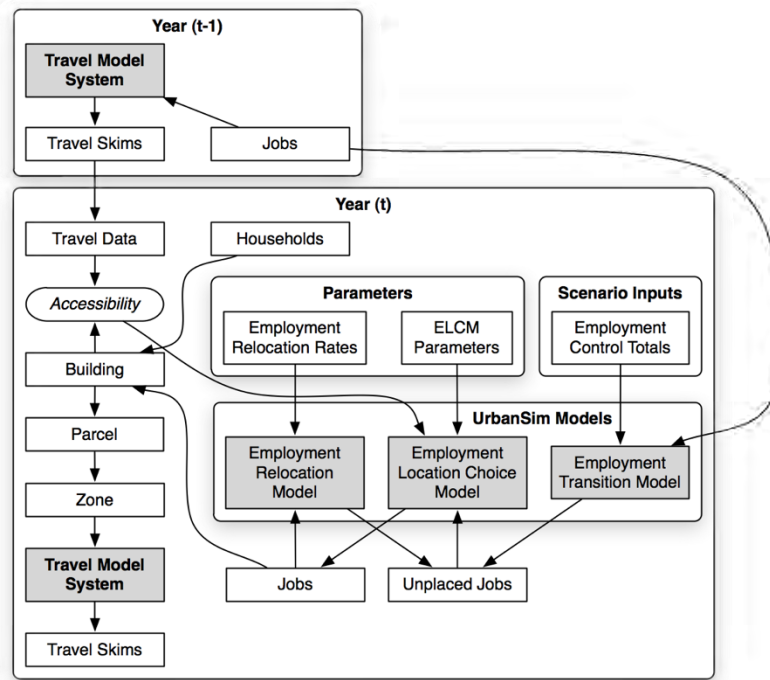 Year (t-1)
Travel Model
System
Travel Skims
Jobs
Year (t)
Travel Data
Households
Accessibility
Parameters
Scenario Inputs
Employment
Relocation Rates
ELCM
Parameters
Employment
Control Totals
Building
Parcel
UrbanSim Models
Employment
Relocation
Model
Employment
Location Choice
Model
Employment
Transition Model
Zone
Travel Model
System
Jobs
Unplaced Jobs
Travel Skims